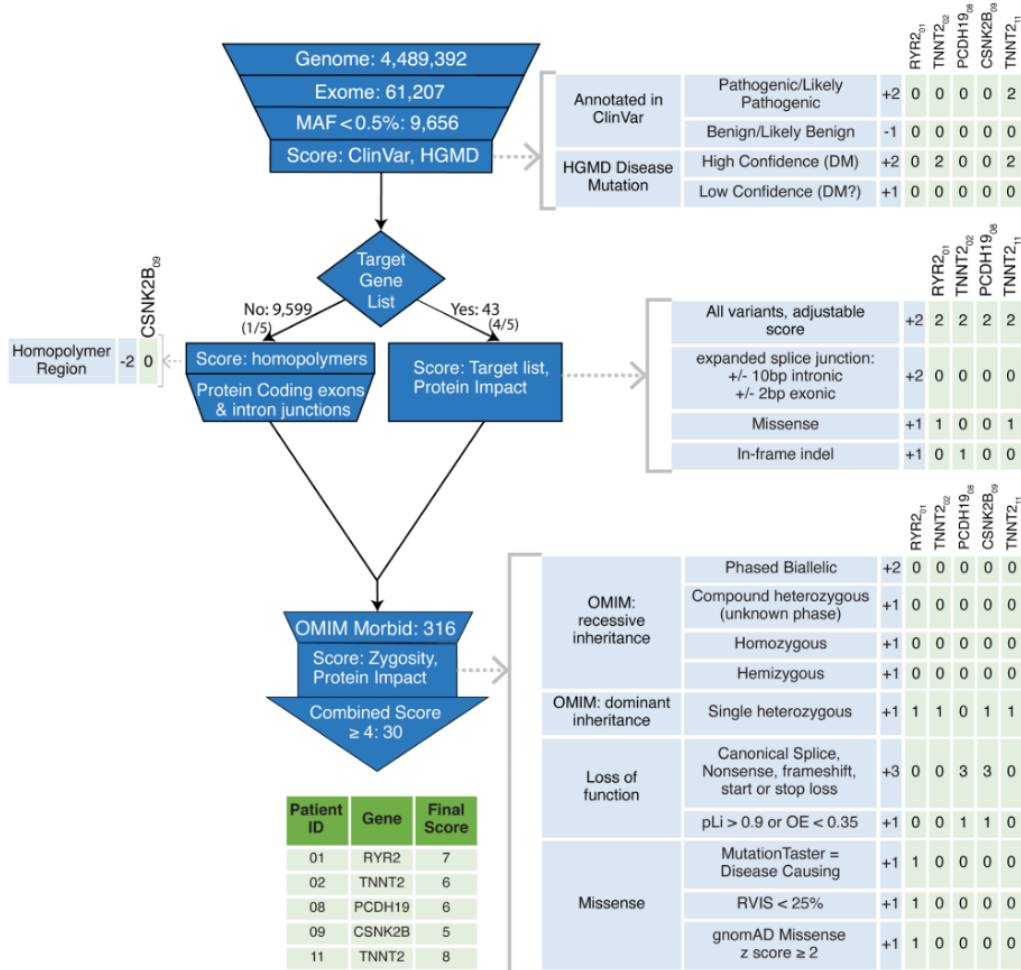 Genome: 4,489,392
Exome: 61,207
MAF < 0.5%: 9,656
Score: ClinVar, HGMD
RYR2₀₁ TNNT2₀₂ PCDH19₀₈ CSNK2B₀₉ TNNT2₁₁
Annotated in
ClinVar
Pathogenic/Likely
Pathogenic
+2 0 0 0 0 2
Benign/Likely Benign
-1 0 0 0 0 0
HGMD Disease
Mutation
High Confidence (DM)
+2 0 2 0 0 2
Low Confidence (DM?)
+1 0 0 0 0 0
Target
Gene
List
No: 9,599
(1/5)
Yes: 43
(4/5)
CSNK2B₀₉
Homopolymer
Region
-2 0
Score: homopolymers
Protein Coding exons
& intron junctions
Score: Target list,
Protein Impact
RYR2₀₁ TNNT2₀₂ PCDH19₀₈ TNNT2₁₁
All variants, adjustable
score
+2 2 2 2 2
expanded splice junction:
+/- 10bp intronic
+/- 2bp exonic
+2 0 0 0 0
Missense
+1 1 0 0 1
In-frame indel
+1 0 1 0 0
OMIM Morbid: 316
Score: Zygosity,
Protein Impact
Combined Score
≥ 4: 30
RYR2₀₁ TNNT2₀₂ PCDH19₀₈ CSNK2B₀₉ TNNT2₁₁
OMIM:
recessive
inheritance
Phased Biallelic
+2 0 0 0 0 0
Compound heterozygous
(unknown phase)
+1 0 0 0 0 0
Homozygous
+1 0 0 0 0 0
Hemizygous
+1 0 0 0 0 0
OMIM: dominant
inheritance
Single heterozygous
+1 1 1 0 1 1
Loss of
function
Canonical Splice,
Nonsense, frameshift,
start or stop loss
+3 0 0 3 3 0
pLi > 0.9 or OE < 0.35
+1 0 0 1 1 0
Missense
MutationTaster =
Disease Causing
+1 1 0 0 0 0
RVIS < 25%
+1 1 0 0 0 0
gnomAD Missense
z score ≥ 2
+1 1 0 0 0 0
Patient
ID
Gene
Final
Score
01 RYR2 7
02 TNNT2 6
08 PCDH19 6
09 CSNK2B 5
11 TNNT2 8